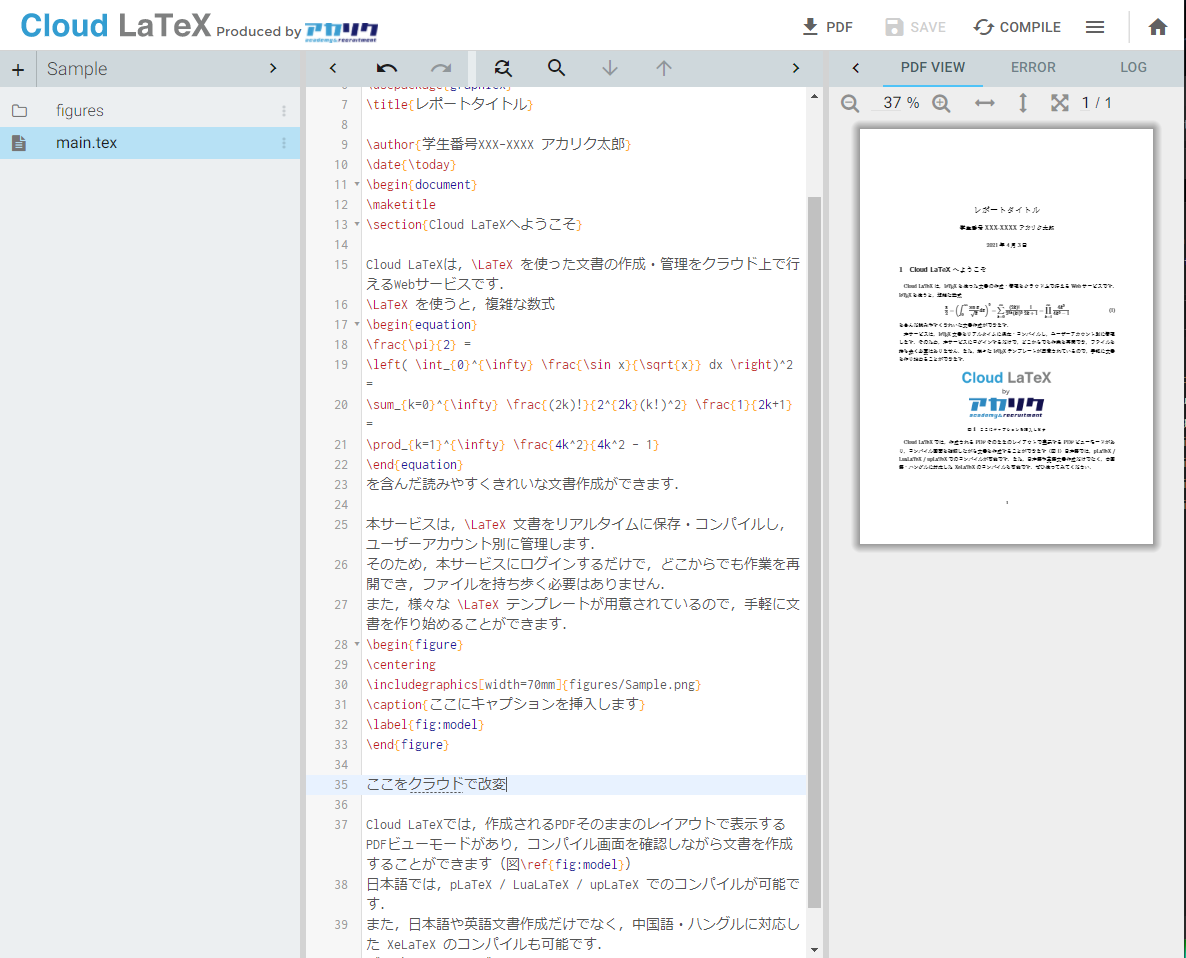 Cloud LaTeX Produced by アカリク
academy&recruitment
PDF
SAVE
COMPILE
Sample
PDF VIEW
ERROR
LOG
figures
main.tex
37 %
1 / 1
7 \title{レポートタイトル}
8
9 \author{学生番号XXX-XXXX アカリク太郎}
10 \date{\today}
11 \begin{document}
12 \maketitle
13 \section{Cloud LaTeXへようこそ}
14
15 Cloud LaTeXは，\LaTeX を使った文書の作成・管理をクラウド上で行
えるWebサービスです．
16 \LaTeX を使うと，複雑な数式
17 \begin{equation}
18 \frac{\pi}{2} =
19 \left( \int_{0}^{\infty} \frac{\sin x}{\sqrt{x}} dx \right)^2
=
20 \sum_{k=0}^{\infty} \frac{(2k)!}{2^{2k}(k!)^2} \frac{1}{2k+1}
=
21 \prod_{k=1}^{\infty} \frac{4k^2}{4k^2 - 1}
22 \end{equation}
23 を含んだ読みやすくきれいな文書作成ができます．
24
25 本サービスは，\LaTeX 文書をリアルタイムに保存・コンパイルし，
ユーザーアカウント別に管理します．
26 そのため，本サービスにログインするだけで，どこからでも作業を再
開でき，ファイルを持ち歩く必要はありません．
27 また，様々な \LaTeX テンプレートが用意されているので，手軽に文
書を作り始めることができます．
28 \begin{figure}
29 \centering
30 \includegraphics[width=70mm]{figures/Sample.png}
31 \caption{ここにキャプションを挿入します}
32 \label{fig:model}
33 \end{figure}
34
35 ここをクラウドで改変
36
37 Cloud LaTeXでは，作成されるPDFそのままのレイアウトで表示する
PDFビューモードがあり，コンパイル画面を確認しながら文書を作成
することができます（図\ref{fig:model}）
38 日本語では，pLaTeX / LuaLaTeX / upLaTeX でのコンパイルが可能で
す．
39 また，日本語や英語文書作成だけでなく，中国語・ハングルに対応し
た XeLaTeX のコンパイルも可能です．
レポートタイトル
学生番号 XXX-XXXX アカリク太郎
2021 年 4 月 3 日
1 Cloud LaTeX へようこそ
Cloud LaTeX
by
アカリク
academy&recruitment